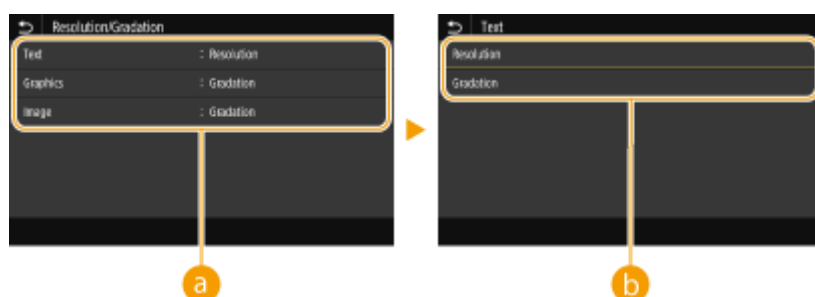 Resolution/Gradation
Text : Resolution
Graphics : Gradation
Image : Gradation
a
Text
Resolution
Gradation
b